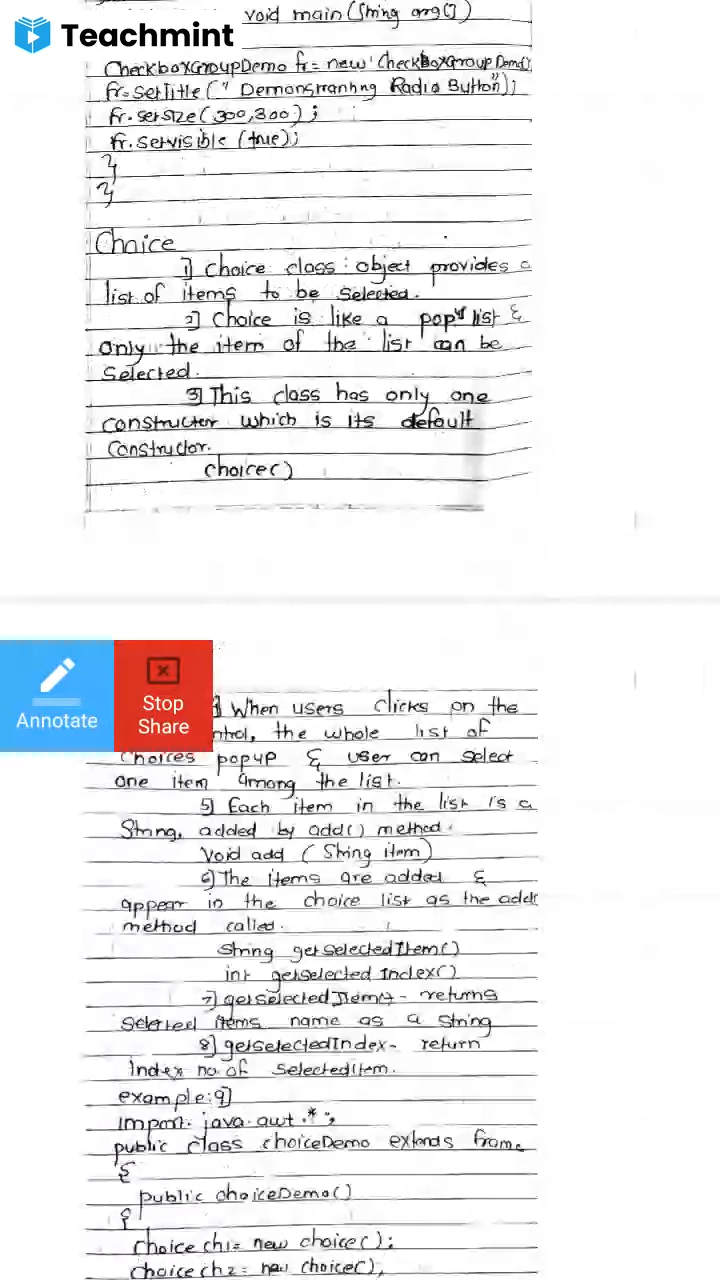 Teachmint
void main (String arg[])
CheckboxGroupDemo fr = new CheckboxGroupDemo(
fr.setTitle (" Demonstrating Radio Button");
fr.setsize (300,300) ;
fr. setvisible (true);
}
}
Choice
1] Choice class : object provides a
list of items to be selected.
2] Choice is like a popup list &
only the item of the list can be
selected.
3] This class has only one
constructor which is its default
constructor.
choice()
Annotate
Stop
Share
] When users clicks on the
ntrol, the whole list of
choices popup & user can select
one item among the list.
5] Each item in the list is a
String, added by add() method.
Void add (String item)
6] The items are added &
appear in the choice list as the add
method called.
String getselectedItem()
int getselected Index()
7] getselectedItem - returns
selected items name as a string
8] getselectedIndex - return
Index no. of selectedItem.
example:9]
import java.awt.*;
public class choiceDemo extends frame
{
public choiceDemo()
{
choice ch1= new choice();
choice ch2= new choice();